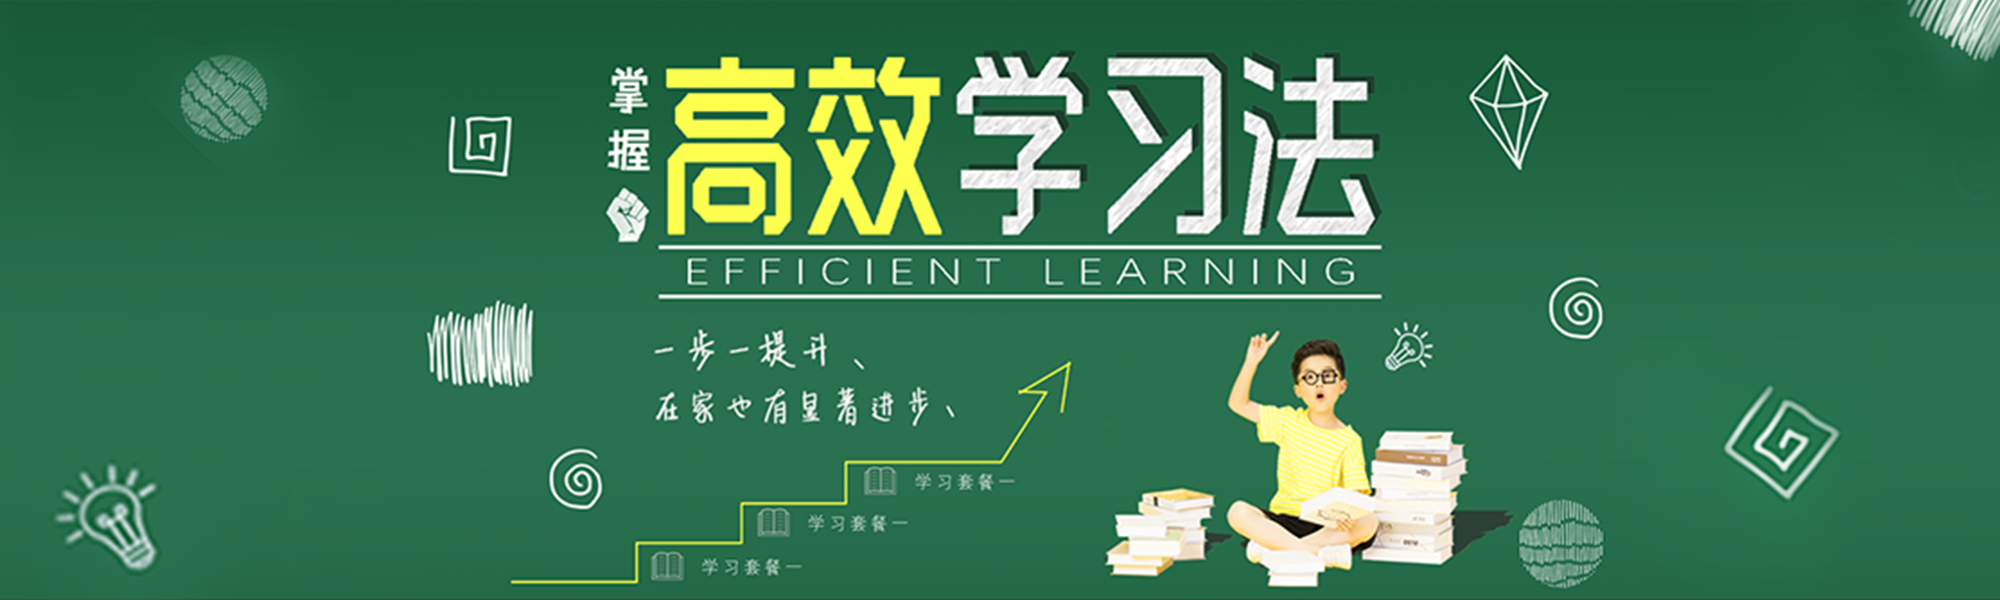 掌握
高效学习法
EFFICIENT LEARNING
一步一提升、
在家也有显著进步、
学习套餐一
学习套餐一
学习套餐一